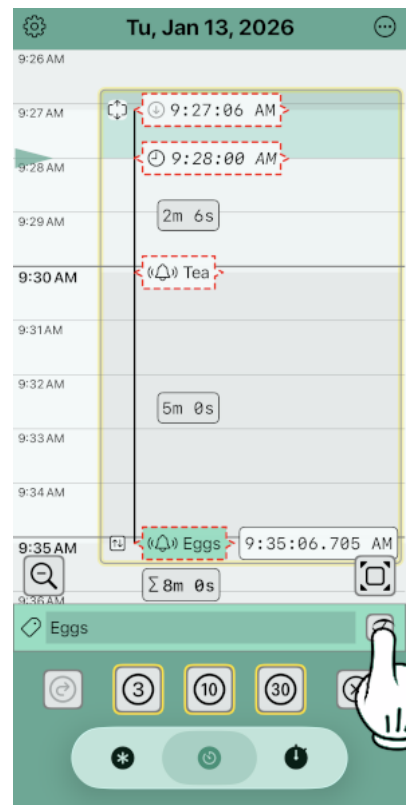 Tu, Jan 13, 2026
9:26 AM
9:27 AM
9:27:06 AM
9:28 AM
9:28:00 AM
9:29 AM
2m 6s
9:30 AM
Tea
9:31 AM
9:32 AM
5m 0s
9:33 AM
9:34 AM
9:35 AM
Eggs
9:35:06.705 AM
9:36 AM
Σ 8m 0s
Eggs
3
10
30